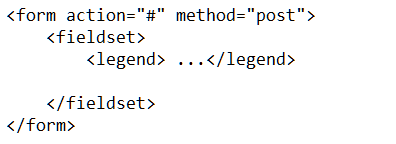 <form action="#" method="post">
    <fieldset>
        <legend> ...</legend>

    </fieldset>
</form>